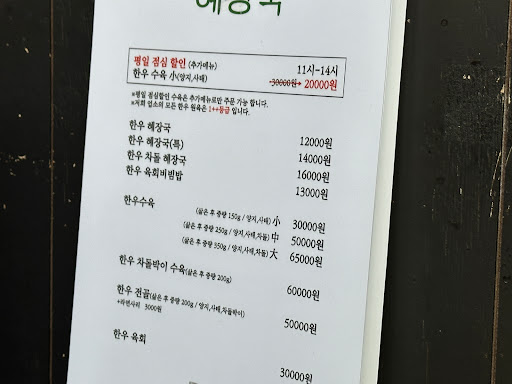 해장국
평일 점심 할인 (추가메뉴) 11시-14시
한우 수육 小(양지,사태) 30000원→ 20000원
*평일 점심할인 수육은 추가메뉴로만 주문 가능 합니다.
*저희 업소의 모든 한우 원육은 1++등급 입니다.
한우 해장국 12000원
한우 해장국(특) 14000원
한우 차돌 해장국 16000원
한우 육회비빔밥 13000원
한우수육 (삶은 후 중량 150g / 양지,사태) 小 30000원
(삶은 후 중량 250g / 양지,사태,차돌) 中 50000원
(삶은 후 중량 350g / 양지,사태,차돌) 大 65000원
한우 차돌박이 수육(삶은 후 중량 200g) 60000원
한우 전골(삶은 후 중량 200g / 양지,사태,차돌박이) 50000원
+라면사리 3000원
한우 육회 30000원